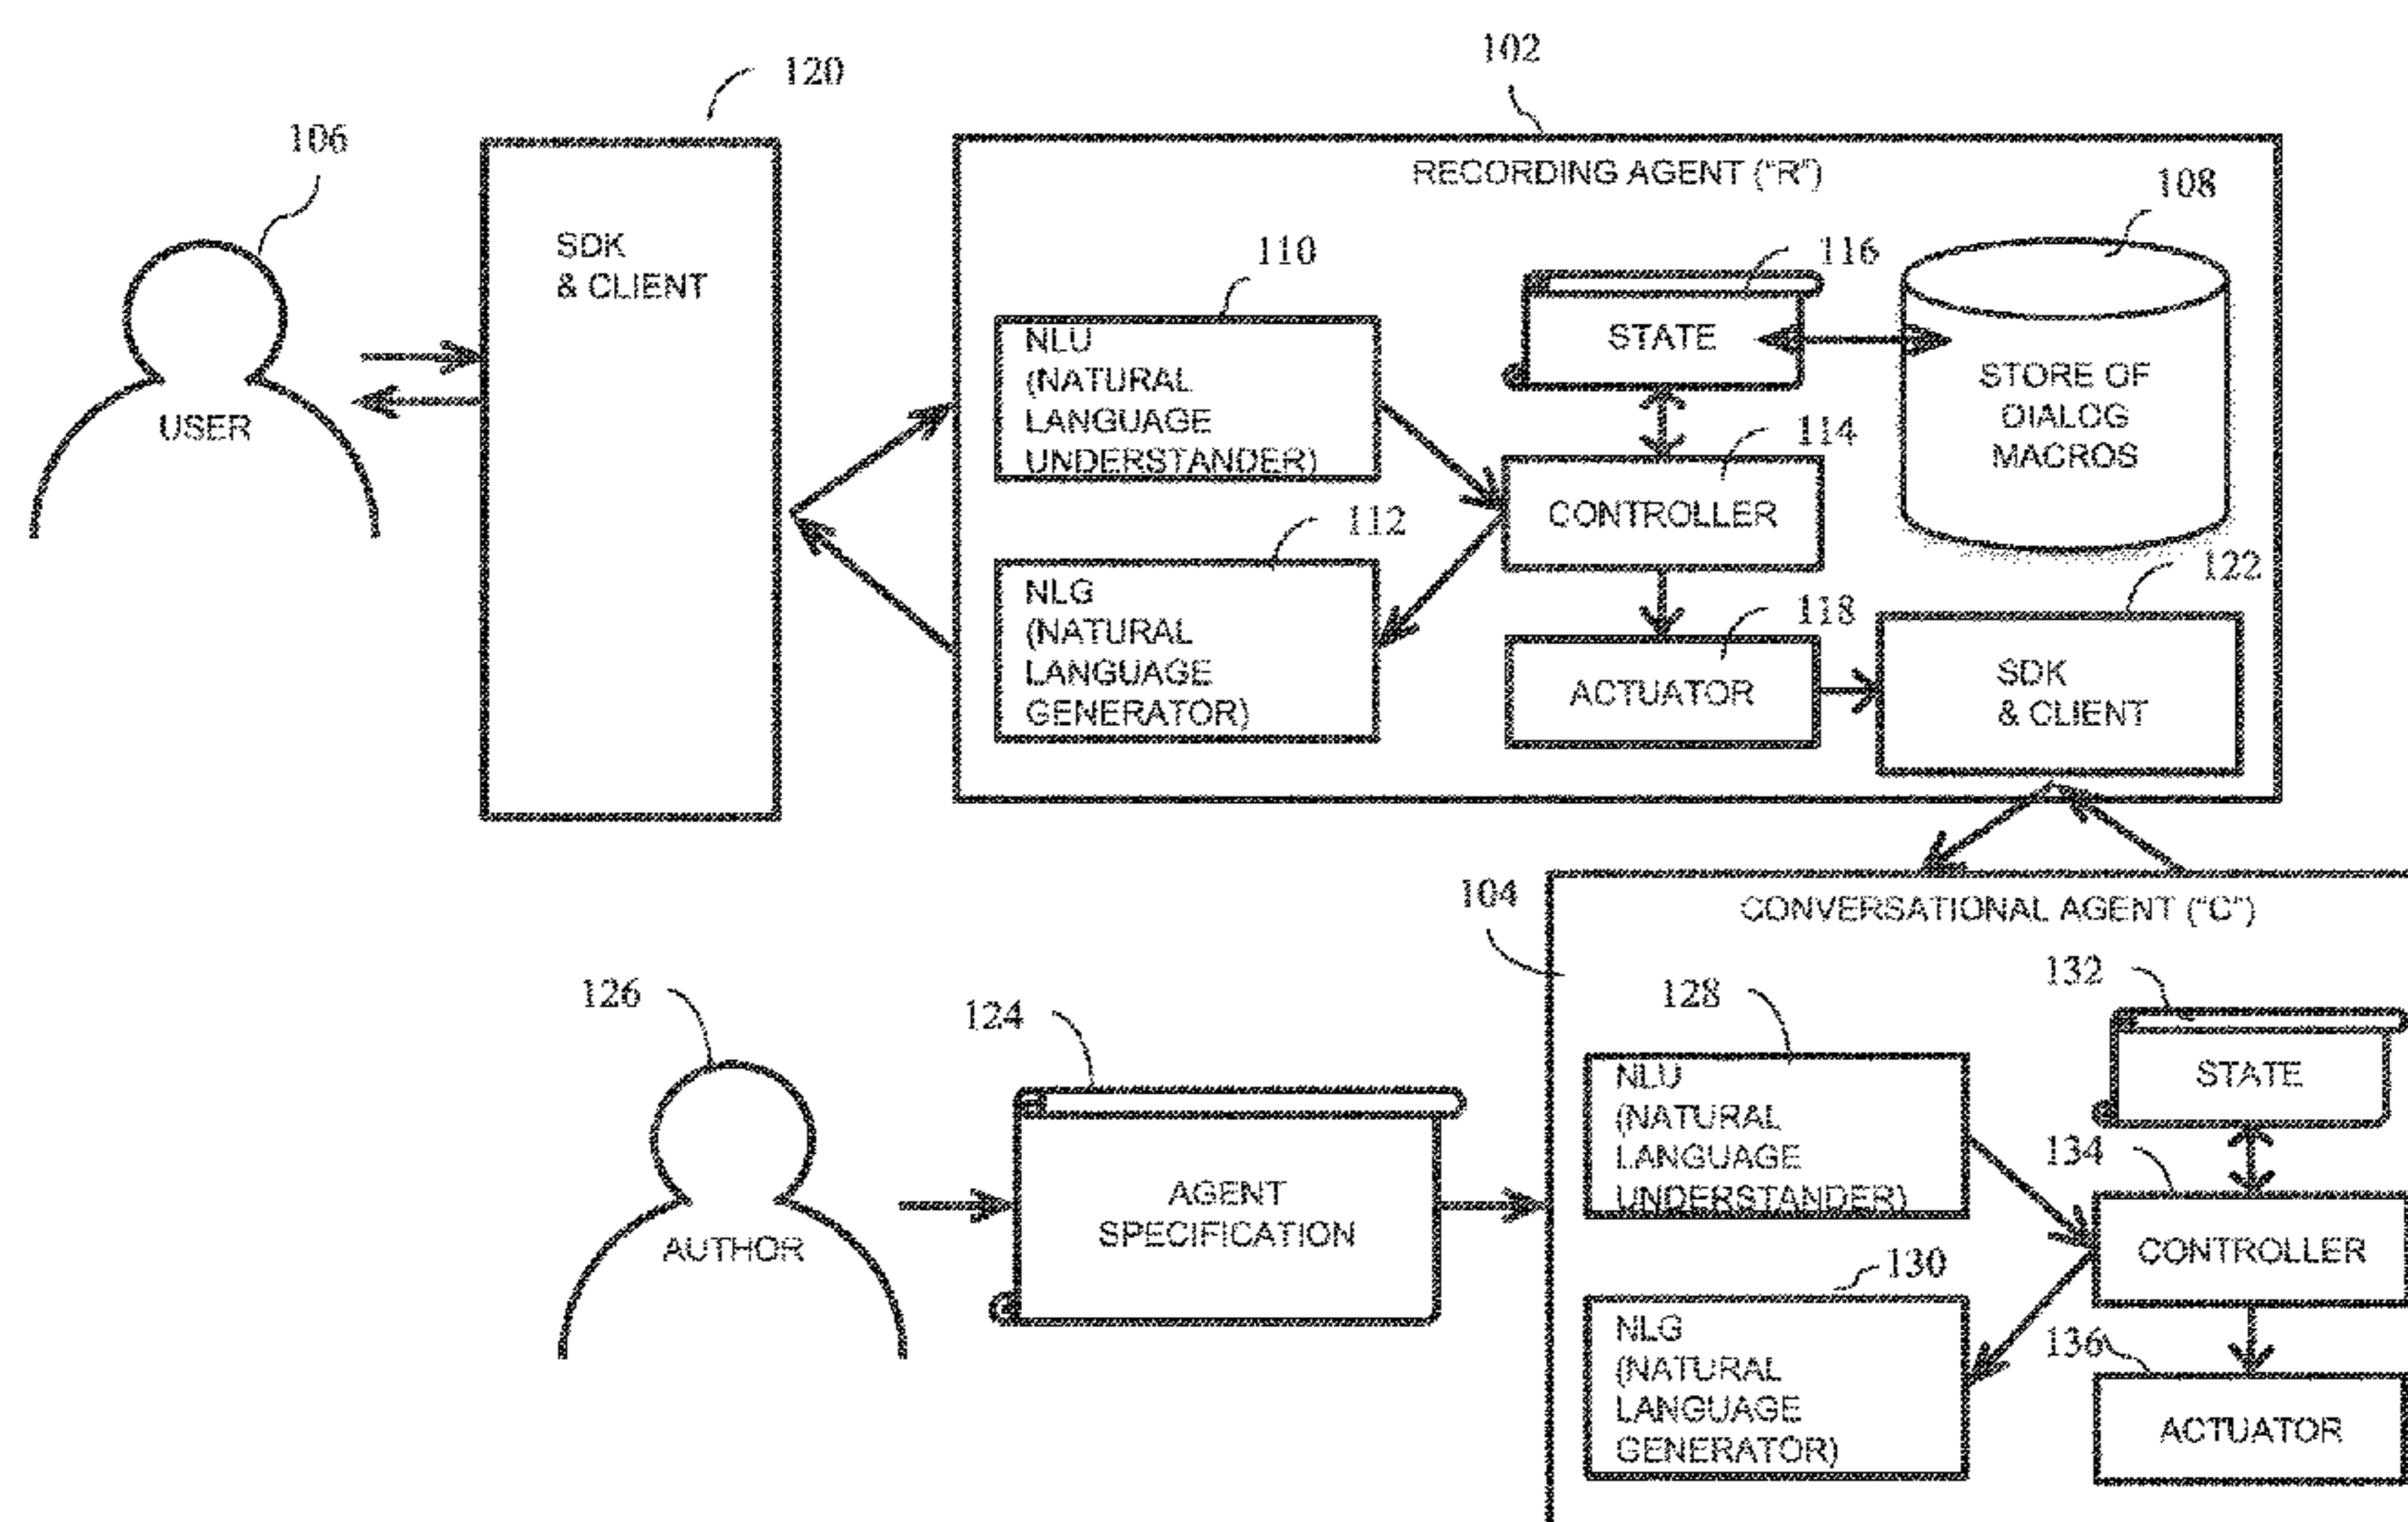 102
120
106
RECORDING AGENT ("R")
108
SDK
& CLIENT
110
116
NLU
(NATURAL
LANGUAGE
UNDERSTANDER)
STATE
STORE OF
DIALOG
MACROS
USER
114
112
CONTROLLER
122
NLG
(NATURAL
LANGUAGE
GENERATOR)
118
ACTUATOR
SDK
& CLIENT
104
CONVERSATIONAL AGENT ("C")
126
124
128
132
NLU
(NATURAL
LANGUAGE
UNDERSTANDER)
STATE
134
AUTHOR
AGENT
SPECIFICATION
CONTROLLER
130
NLG
(NATURAL
LANGUAGE
GENERATOR)
136
ACTUATOR